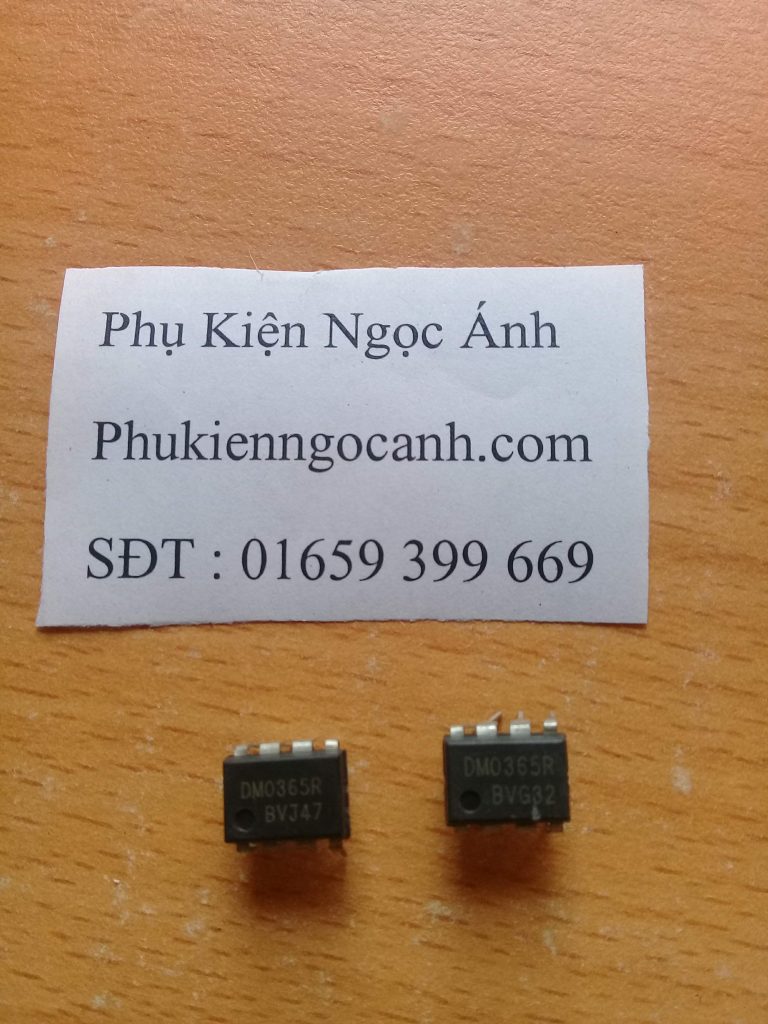 Phụ Kiện Ngọc Ánh
Phukienngocanh.com
SĐT : 01659 399 669
DM0365R
BVJ47
DM0365R
BVG32